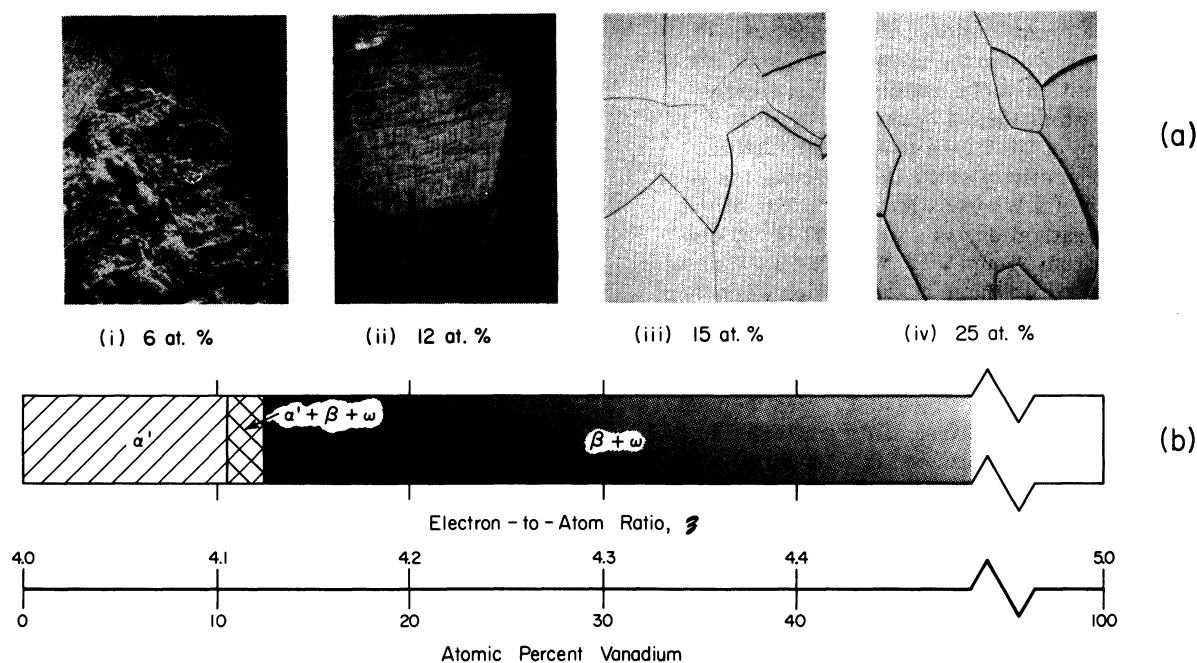 (a)
(i) 6 at. %
(ii) 12 at. %
(iii) 15 at. %
(iv) 25 at. %
α'
α' + β + ω
β + ω
(b)
Electron-to-Atom Ratio, 𝓏
4.0 4.1 4.2 4.3 4.4 5.0
0 10 20 30 40 100
Atomic Percent Vanadium